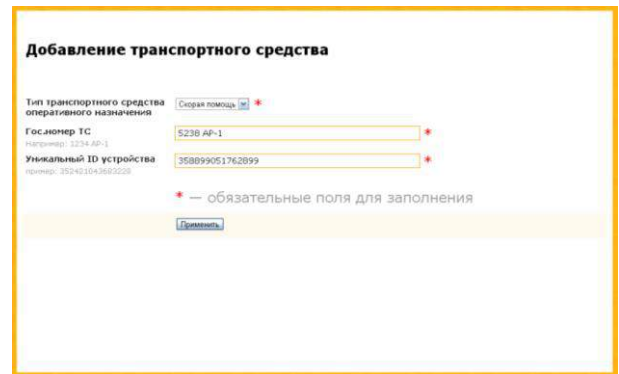 Добавление транспортного средства
Тип транспортного средства
оперативного назначения
Скорая помощь *
Гос.номер ТС
Например: 1234 AP-1
5238 AP-1 *
Уникальный ID устройства
пример: 352421043683228
358899051762899 *
* — обязательные поля для заполнения
Применить